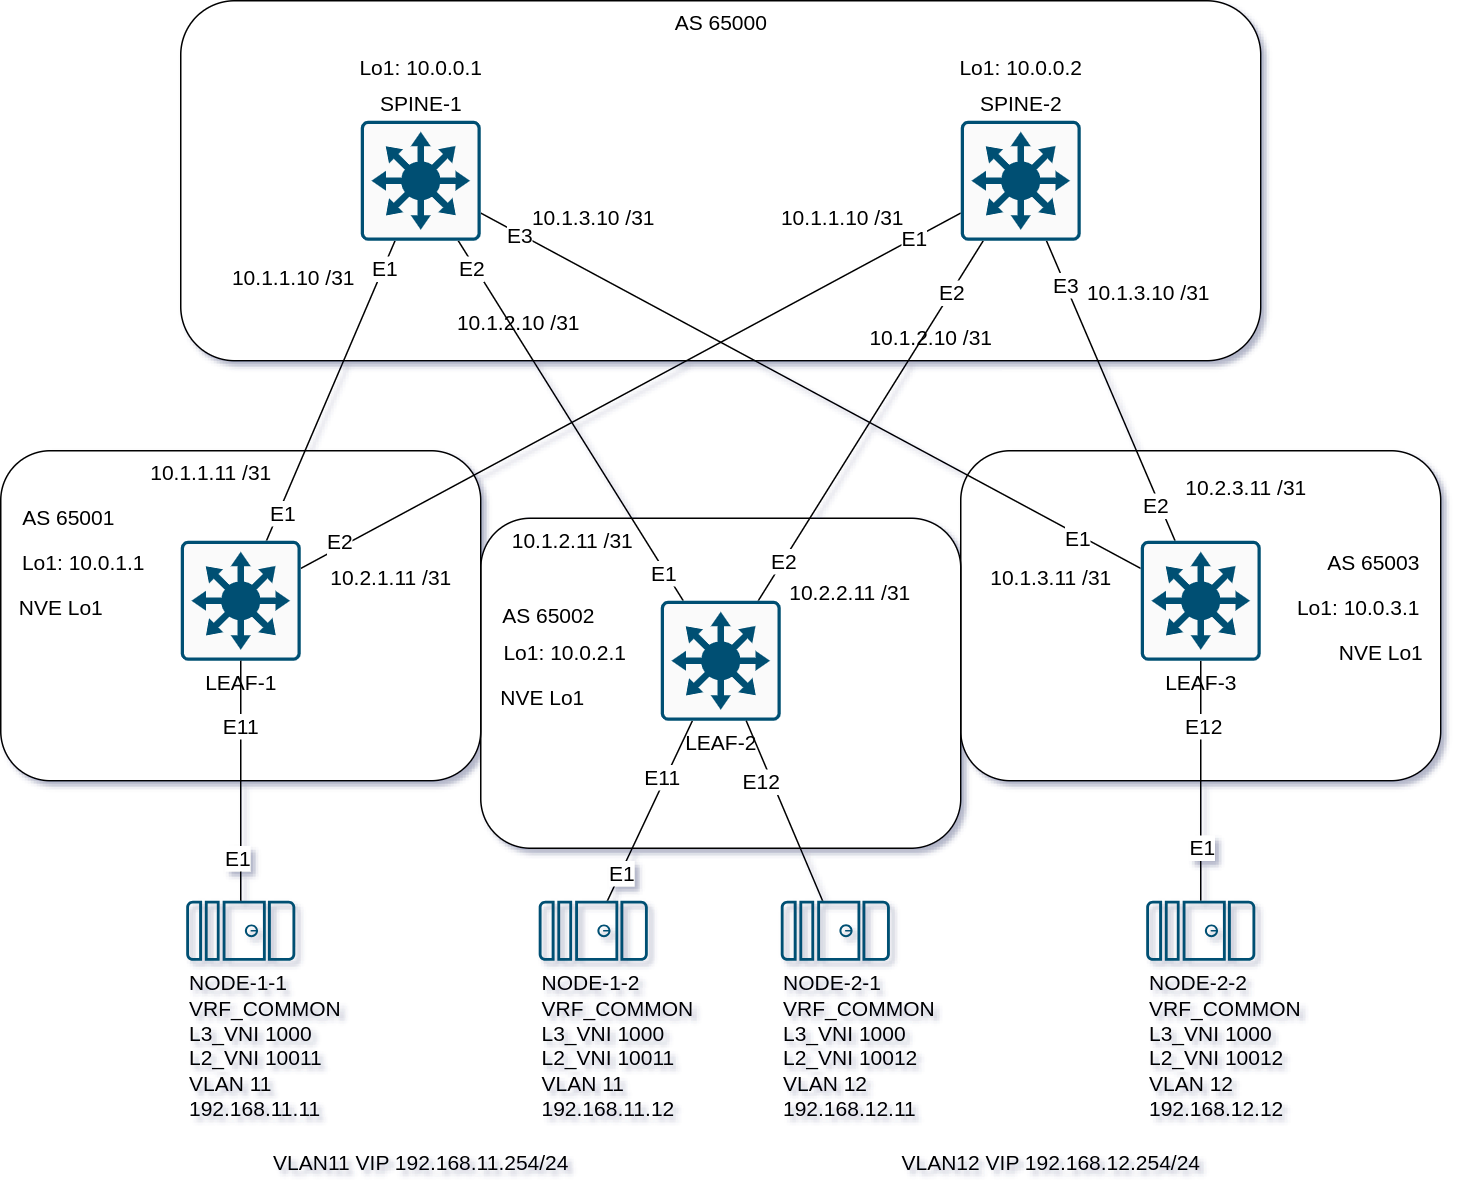 AS 65000
Lo1: 10.0.0.1
Lo1: 10.0.0.2
SPINE-1
SPINE-2
10.1.3.10 /31
10.1.1.10 /31
E3
E1
10.1.1.10 /31
E1
E2
E2
E3
10.1.3.10 /31
10.1.2.10 /31
10.1.2.10 /31
10.1.1.11 /31
10.2.3.11 /31
AS 65001
E1
E2
E2
10.1.2.11 /31
E1
Lo1: 10.0.1.1
E2
AS 65003
10.2.1.11 /31
E1
10.1.3.11 /31
10.2.2.11 /31
NVE Lo1
AS 65002
Lo1: 10.0.3.1
Lo1: 10.0.2.1
NVE Lo1
LEAF-1
NVE Lo1
LEAF-3
E11
LEAF-2
E12
E11
E12
E1
E1
E1
NODE-1-1
VRF_COMMON
L3_VNI 1000
L2_VNI 10011
VLAN 11
192.168.11.11
NODE-1-2
VRF_COMMON
L3_VNI 1000
L2_VNI 10011
VLAN 11
192.168.11.12
NODE-2-1
VRF_COMMON
L3_VNI 1000
L2_VNI 10012
VLAN 12
192.168.12.11
NODE-2-2
VRF_COMMON
L3_VNI 1000
L2_VNI 10012
VLAN 12
192.168.12.12
VLAN11 VIP 192.168.11.254/24
VLAN12 VIP 192.168.12.254/24